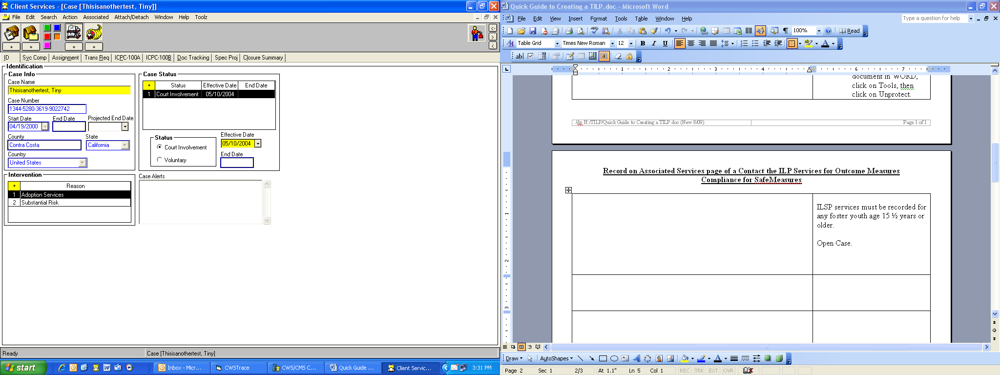 Client Services - [Case [Thisisanothertest, Tiny]]
File Edit Search Action Associated Attach/Detach Window Help Toolz
+ + + +
ID Svc Comp Assignment Trans Req ICPC-100A ICPC-100B Doc Tracking Spec Proj Closure Summary
Identification
Case Info
Case Name
Thisisanothertest, Tiny
Case Number
1344-5280-3619-9022742
Start Date End Date Projected End Date
04/19/2000
County State
Contra Costa California
Country
United States
Case Status
+ Status Effective Date End Date
1 Court Involvement 05/10/2004
Status
Court Involvement
Voluntary
Effective Date
05/10/2004
End Date
Intervention
+ Reason
1 Adoption Services
2 Substantial Risk
Case Alerts
Ready Case [Thisisanothertest, Tiny]
start Inbox - Micr... CWSTrace CWS/CMS C... Quick Guide ... Client Servic... 3:31 PM
Quick Guide to Creating a TILP.doc - Microsoft Word
File Edit View Insert Format Tools Table Window Help Type a question for help
100% Read
Table Grid Times New Roman 12 B I U
ab|
1 2 3 4 6 7
document in WORD,
click on Tools, then
click on Unprotect.
/dp H:/TILP/Quick Guide to Creating a TILP.doc (New 8/09) Page 1 of 1
Record on Associated Services page of a Contact the ILP Services for Outcome Measures
Compliance for SafeMeasures
ILSP services must be recorded for
any foster youth age 15 ½ years or
older.
Open Case.
1
2
3
Draw AutoShapes
Page 2 Sec 1 2/3 At 1.1" Ln 5 Col 1 REC TRK EXT OVR